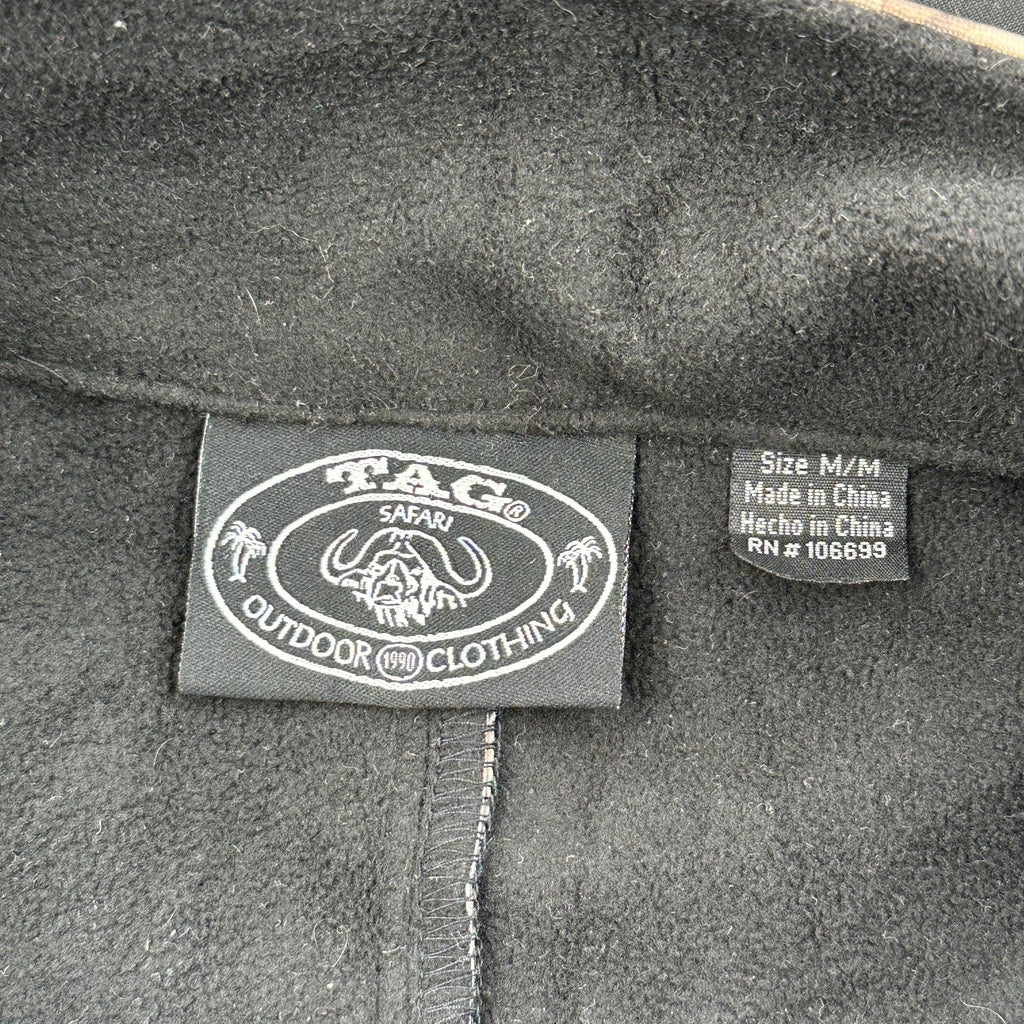 TAG®
SAFARI
OUTDOOR 1990 CLOTHING
Size M/M
Made in China
Hecho in China
RN # 106699